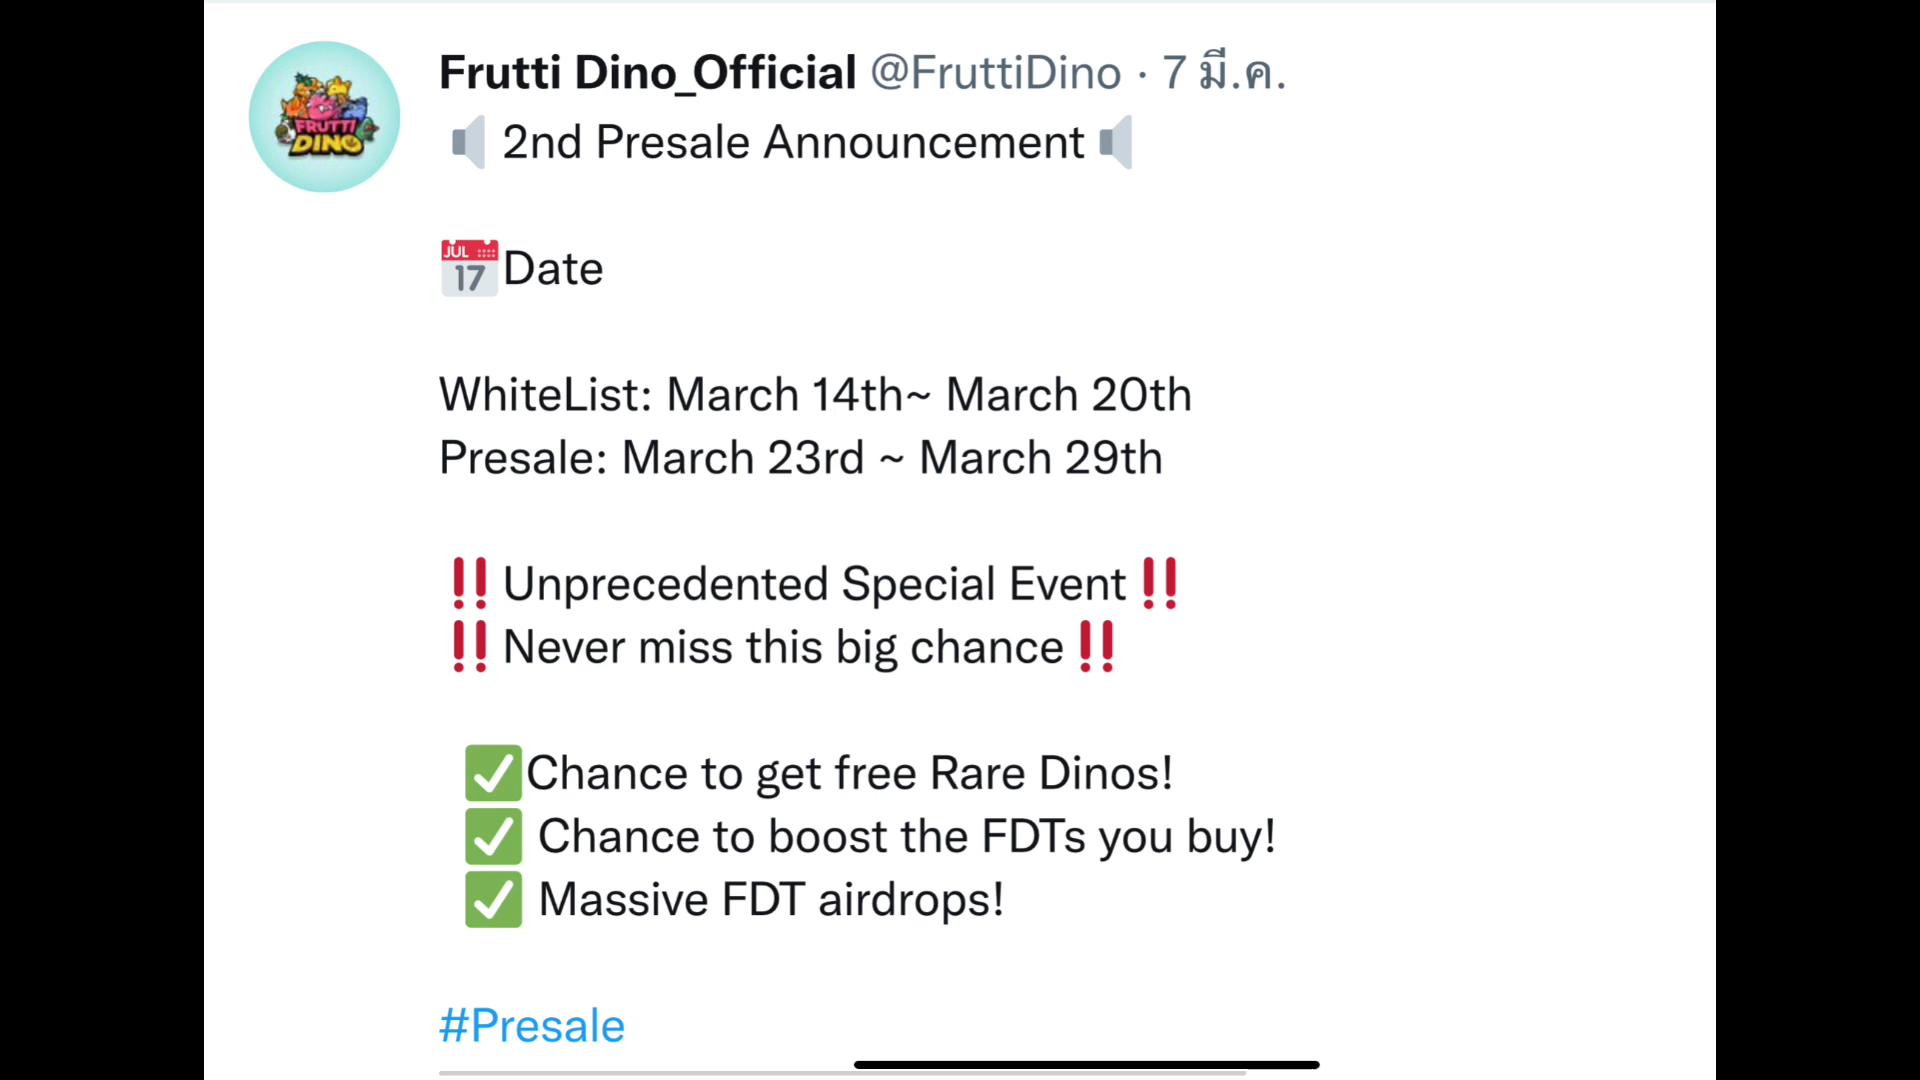 FRUTTI
DINO
Frutti Dino_Official @FruttiDino · 7 มี.ค.
🔈2nd Presale Announcement🔈
JUL
17
Date
WhiteList: March 14th~ March 20th
Presale: March 23rd ~ March 29th
‼️Unprecedented Special Event‼️
‼️Never miss this big chance‼️
✅Chance to get free Rare Dinos!
✅ Chance to boost the FDTs you buy!
✅ Massive FDT airdrops!
#Presale